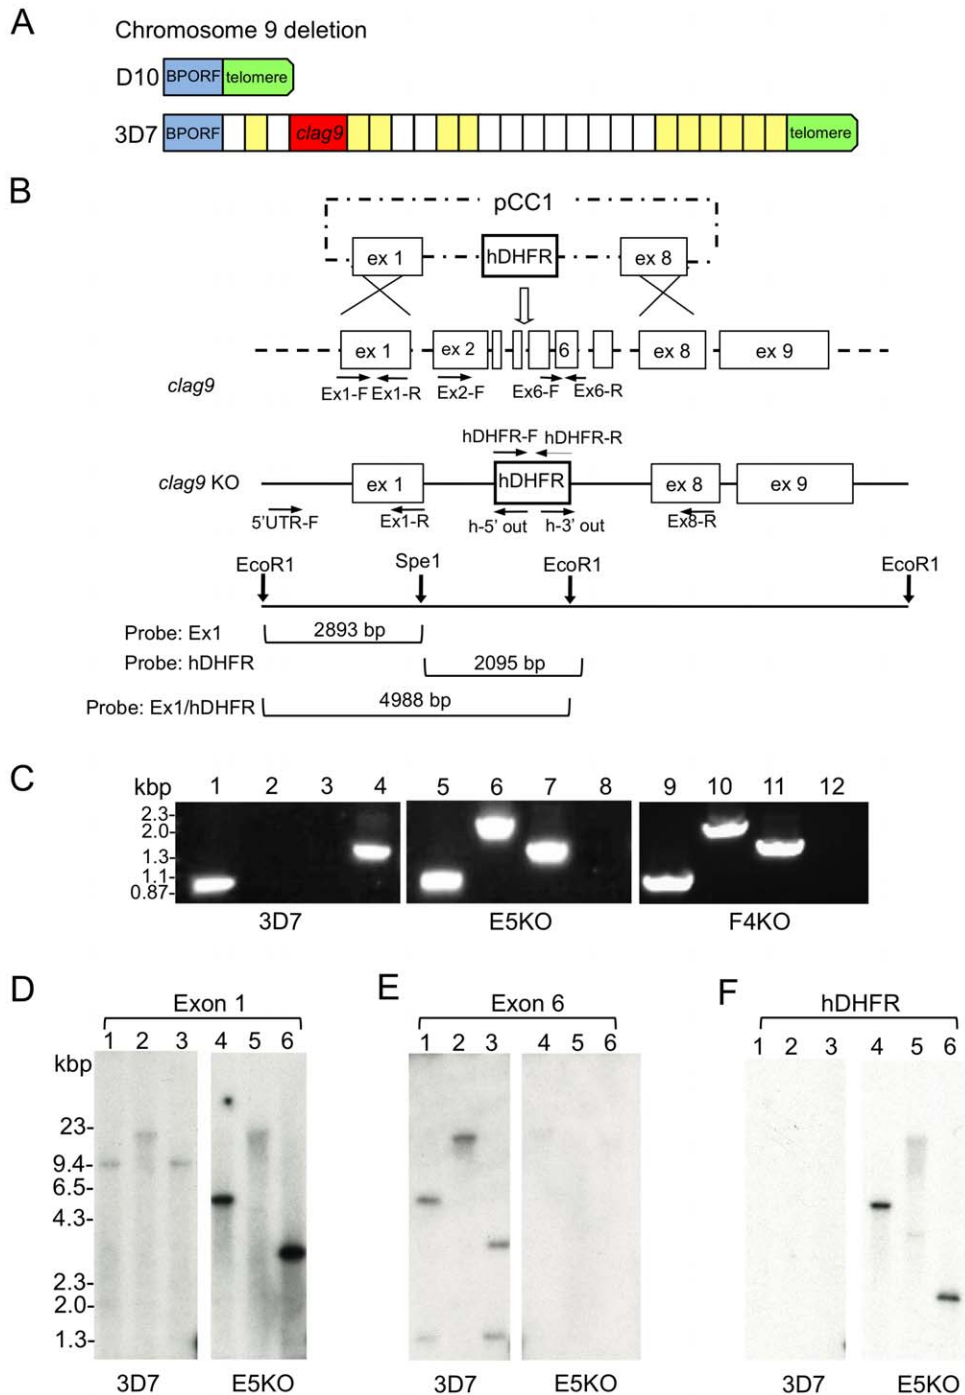 A
Chromosome 9 deletion
D10 BPORF telomere
3D7 BPORF clag9 telomere
B
pCC1
ex 1 hDHFR ex 8
ex 1 ex 2 6 ex 8 ex 9
clag9
Ex1-F Ex1-R Ex2-F Ex6-F Ex6-R
hDHFR-F hDHFR-R
clag9 KO ex 1 hDHFR ex 8 ex 9
5'UTR-F Ex1-R h-5' out h-3' out Ex8-R
EcoR1 Spe1 EcoR1 EcoR1
Probe: Ex1 2893 bp
Probe: hDHFR 2095 bp
Probe: Ex1/hDHFR 4988 bp
C
kbp 1 2 3 4 5 6 7 8 9 10 11 12
2.3-
2.0-
1.3-
1.1-
0.87-
3D7 E5KO F4KO
D
Exon 1
1 2 3 4 5 6
kbp
23-
9.4-
6.5-
4.3-
2.3-
2.0-
1.3-
3D7 E5KO
E
Exon 6
1 2 3 4 5 6
3D7 E5KO
F
hDHFR
1 2 3 4 5 6
3D7 E5KO